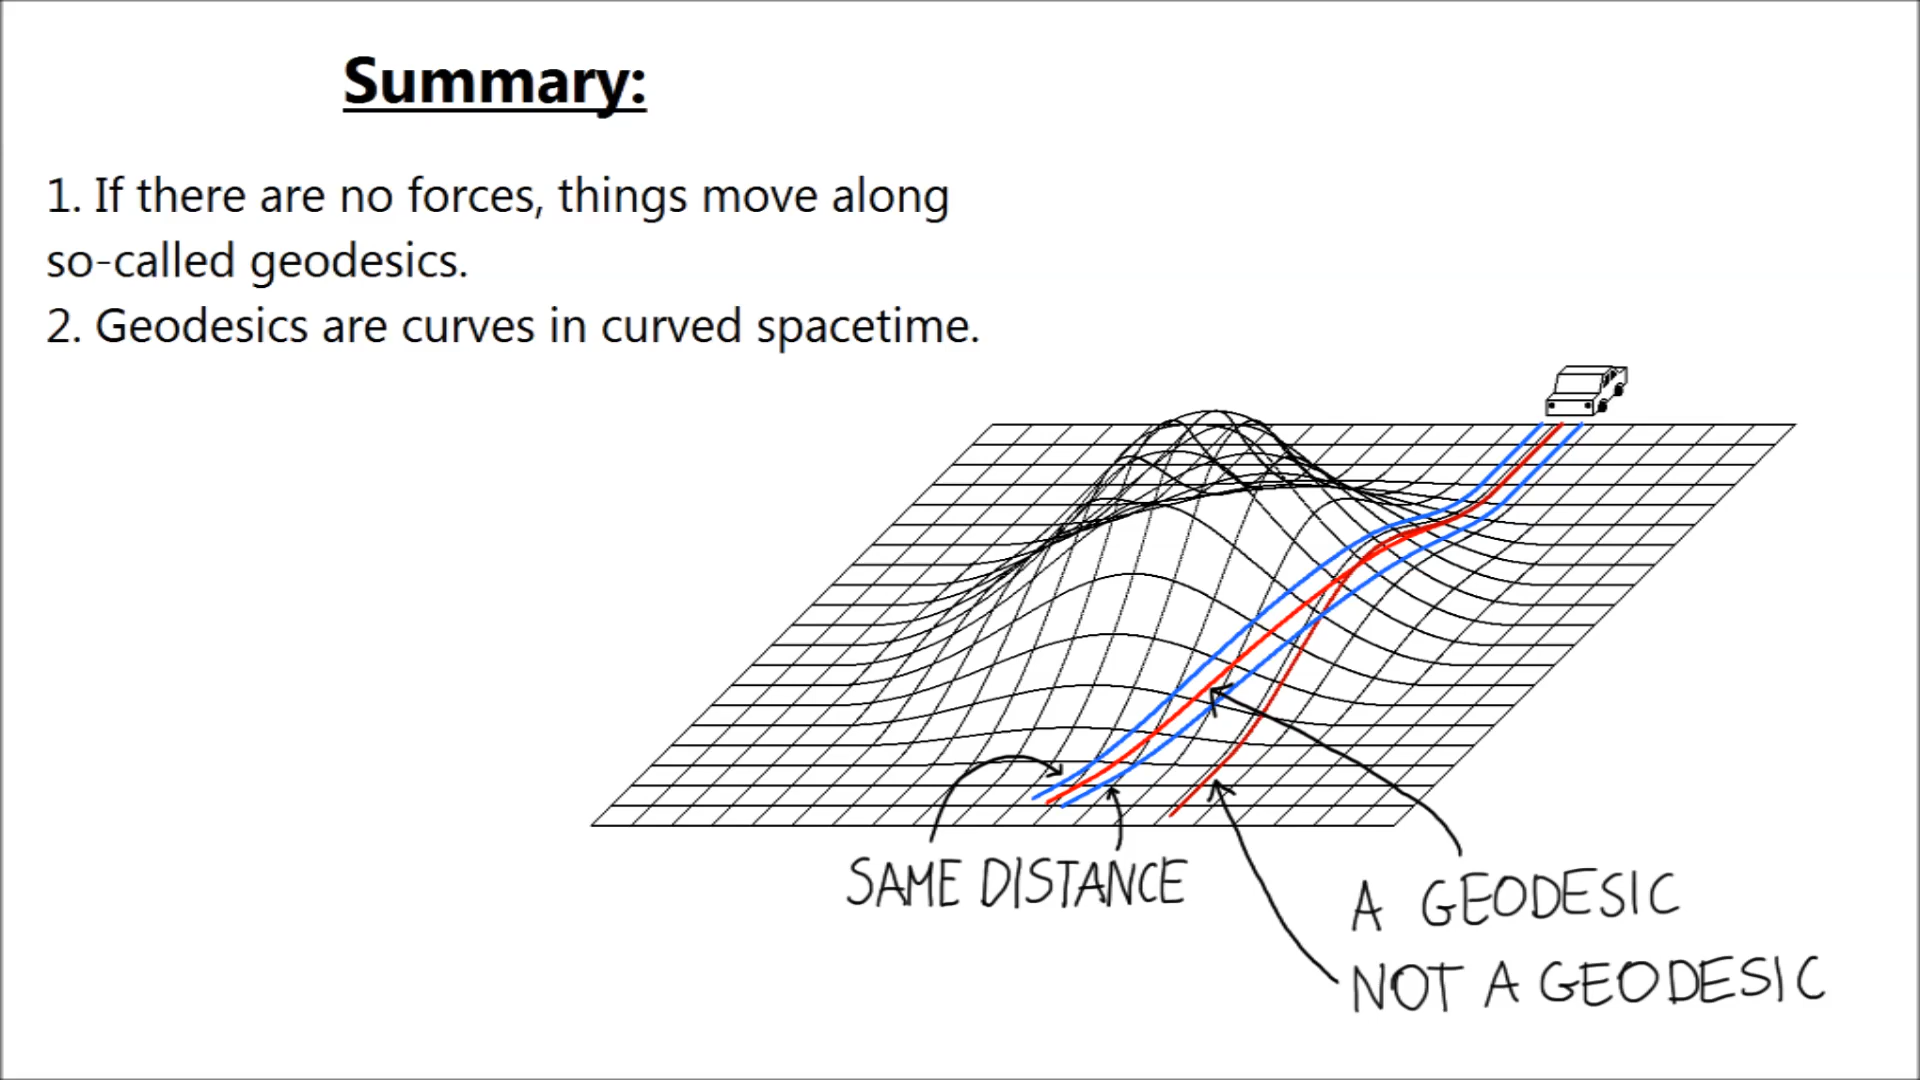 Summary:
1. If there are no forces, things move along
so-called geodesics.
2. Geodesics are curves in curved spacetime.
SAME DISTANCE
A GEODESIC
NOT A GEODESIC